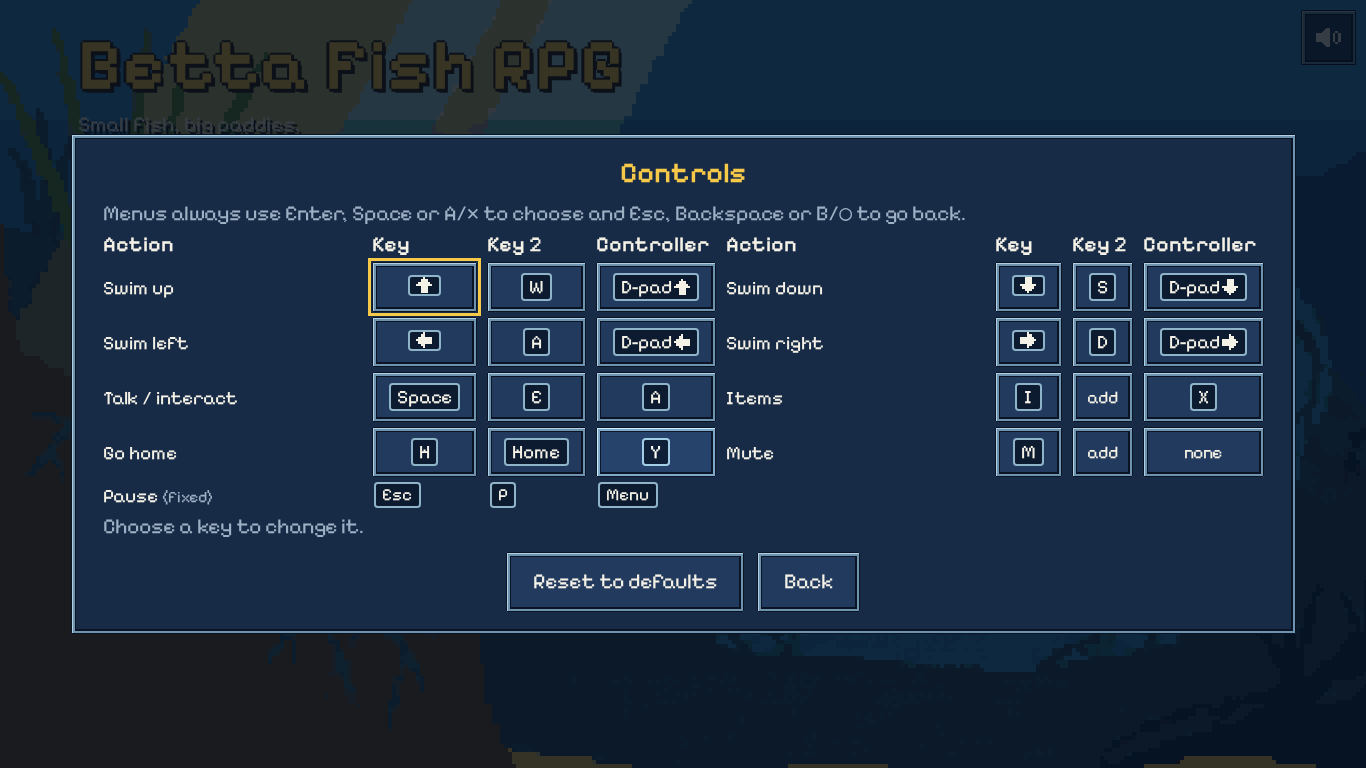 Betta Fish RPG
Small fish, big paddies.
Controls
Menus always use Enter, Space or A/× to choose and Esc, Backspace or B/○ to go back.
Action Key Key 2 Controller Action Key Key 2 Controller
Swim up ↑ W D-pad↑ Swim down ↓ S D-pad↓
Swim left ← A D-pad← Swim right → D D-pad→
Talk / interact Space E A Items I add X
Go home H Home Y Mute M add none
Pause (fixed) Esc P Menu
Choose a key to change it.
Reset to defaults Back